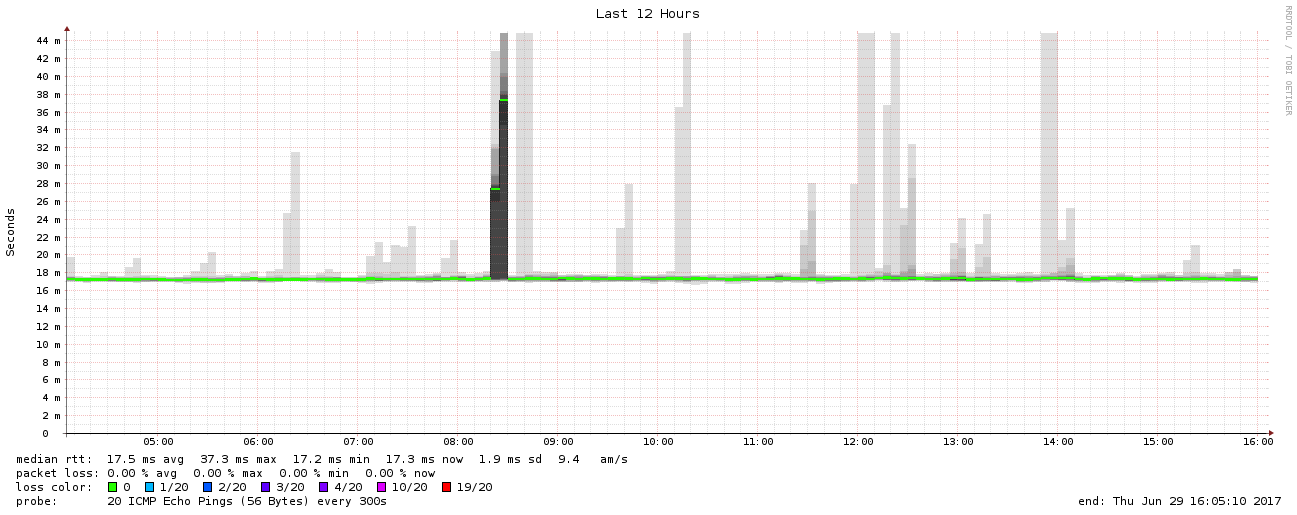 Last 12 Hours
RRDTOOL / TOBI OETIKER
Seconds
44 m
42 m
40 m
38 m
36 m
34 m
32 m
30 m
28 m
26 m
24 m
22 m
20 m
18 m
16 m
14 m
12 m
10 m
8 m
6 m
4 m
2 m
0
05:00 06:00 07:00 08:00 09:00 10:00 11:00 12:00 13:00 14:00 15:00 16:00
median rtt: 17.5 ms avg 37.3 ms max 17.2 ms min 17.3 ms now 1.9 ms sd 9.4 am/s
packet loss: 0.00 % avg 0.00 % max 0.00 % min 0.00 % now
loss color: 0 1/20 2/20 3/20 4/20 10/20 19/20
probe: 20 ICMP Echo Pings (56 Bytes) every 300s end: Thu Jun 29 16:05:10 2017